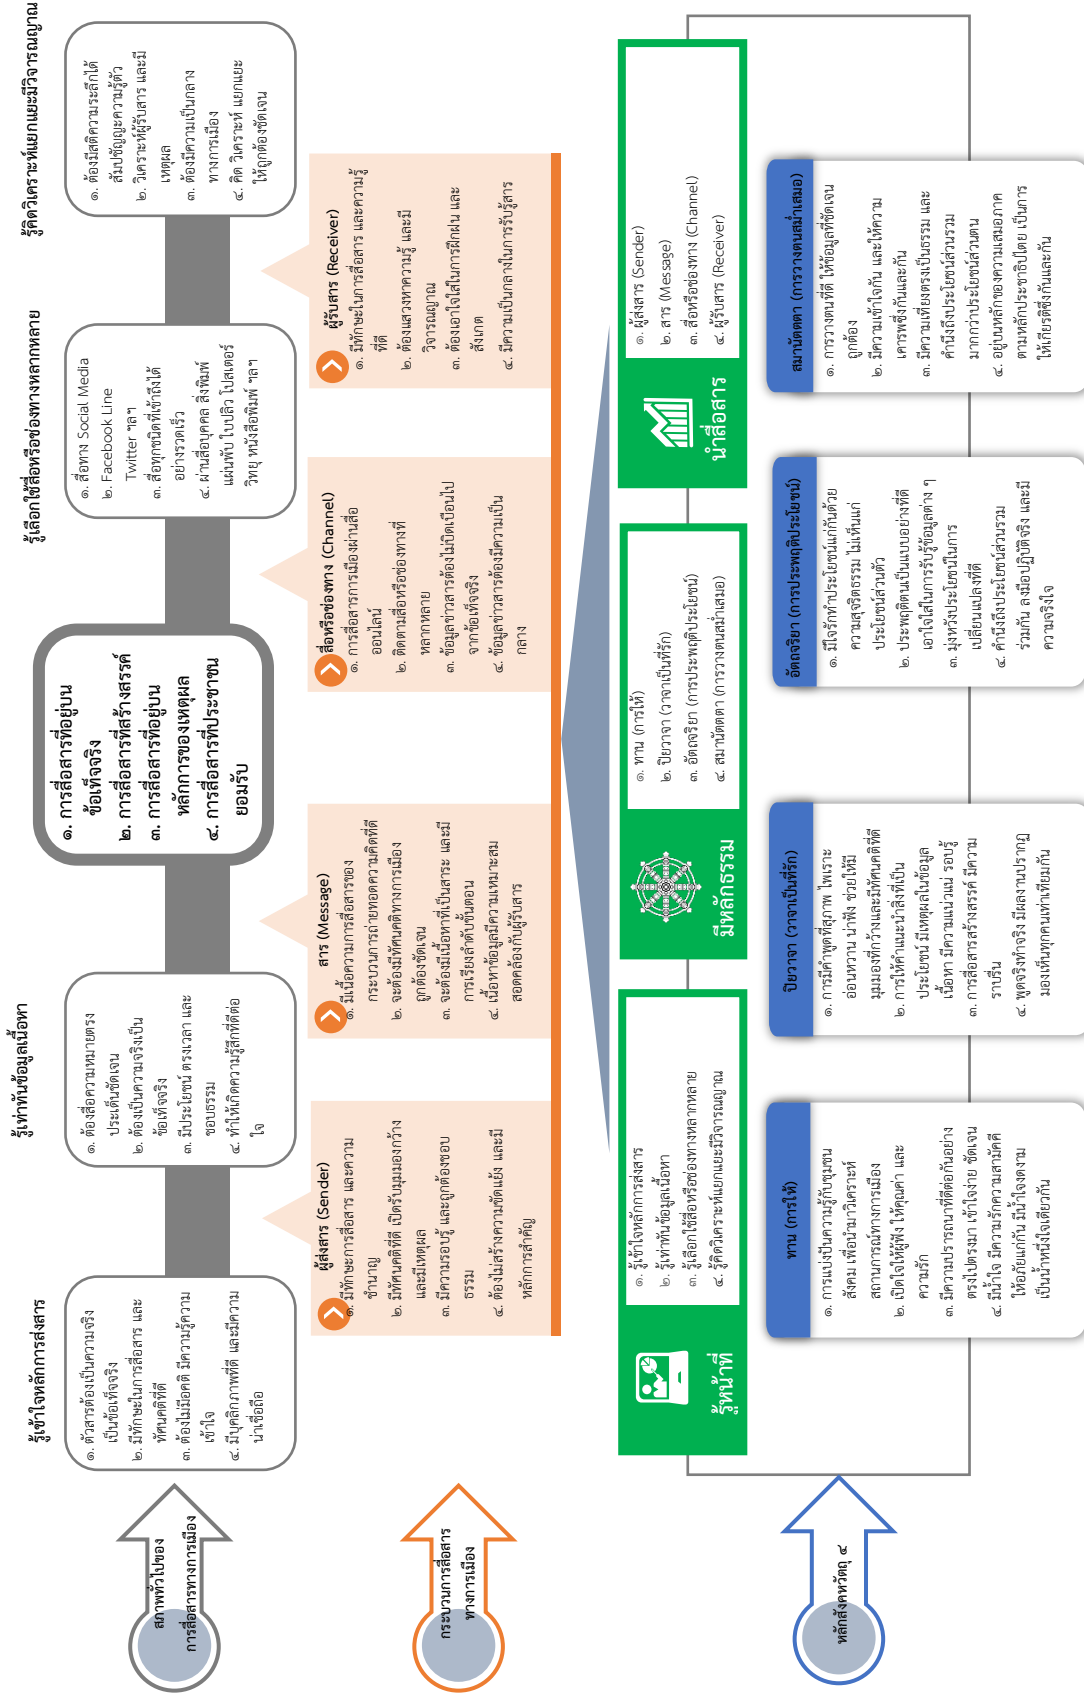 สภาพทั่วไปของ
การสื่อสารทางการเมือง
รู้เข้าใจหลักการส่งสาร
๑. ตัวสารต้องเป็นความจริง
เป็นข้อเท็จจริง
๒. มีทักษะในการสื่อสาร และ
ทัศนคติที่ดี
๓. ต้องไม่มีอคติ มีความรู้ความ
เข้าใจ
๔. มีบุคลิกภาพที่ดี และมีความ
น่าเชื่อถือ
รู้เท่าทันข้อมูลเนื้อหา
๑. ต้องสื่อความหมายตรง
ประเด็นชัดเจน
๒. ต้องเป็นความจริงเป็น
ข้อเท็จจริง
๓. มีประโยชน์ ตรงเวลา และ
ชอบธรรม
๔. ทำให้เกิดความรู้สึกที่ดีต่อ
ใจ
๑. การสื่อสารที่อยู่บน
ข้อเท็จจริง
๒. การสื่อสารที่สร้างสรรค์
๓. การสื่อสารที่อยู่บน
หลักการของเหตุผล
๔. การสื่อสารที่ประชาชน
ยอมรับ
รู้เลือกใช้สื่อหรือช่องทางหลากหลาย
๑. สื่อทาง Social Media
๒. Facebook Line
Twitter ฯลฯ
๓. สื่อทุกชนิดที่เข้าถึงได้
อย่างรวดเร็ว
๔. ผ่านสื่อบุคคล สิ่งพิมพ์
แผ่นพับ ใบปลิว โปสเตอร์
วิทยุ หนังสือพิมพ์ ฯลฯ
รู้คิดวิเคราะห์แยกแยะมีวิจารณญาณ
๑. ต้องมีสติความระลึกได้
สัมปชัญญะความรู้ตัว
๒. วิเคราะห์ผู้รับสาร และมี
เหตุผล
๓. ต้องมีความเป็นกลาง
ทางการเมือง
๔. คิด วิเคราะห์ แยกแยะ
ให้ถูกต้องชัดเจน
กระบวนการสื่อสาร
ทางการเมือง
ผู้ส่งสาร (Sender)
๑. มีทักษะการสื่อสาร และความ
ชำนาญ
๒. มีทัศนคติที่ดี เปิดรับมุมมองกว้าง
และมีเหตุผล
๓. มีความรอบรู้ และถูกต้องชอบ
ธรรม
๔. ต้องไม่สร้างความขัดแย้ง และมี
หลักการสำคัญ
สาร (Message)
๑. มีเนื้อความการสื่อสารของ
กระบวนการถ่ายทอดความคิดที่ดี
๒. จะต้องมีทัศนคติทางการเมือง
ถูกต้องชัดเจน
๓. จะต้องมีเนื้อหาที่เป็นสาระ และมี
การเรียงลำดับขั้นตอน
๔. เนื้อหาข้อมูลมีความเหมาะสม
สอดคล้องกับผู้รับสาร
สื่อหรือช่องทาง (Channel)
๑. การสื่อสารการเมืองผ่านสื่อ
ออนไลน์
๒. ติดตามสื่อหรือช่องทางที่
หลากหลาย
๓. ข้อมูลข่าวสารต้องไม่บิดเบือนไป
จากข้อเท็จจริง
๔. ข้อมูลข่าวสารต้องมีความเป็น
กลาง
ผู้รับสาร (Receiver)
๑. มีทักษะในการสื่อสาร และความรู้
ที่ดี
๒. ต้องแสวงหาความรู้ และมี
วิจารณญาณ
๓. ต้องเอาใจใส่ในการฝึกฝน และ
สังเกต
๔. มีความเป็นกลางในการรับรู้สาร
รู้หน้าที่
๑. รู้เข้าใจหลักการส่งสาร
๒. รู้เท่าทันข้อมูลเนื้อหา
๓. รู้เลือกใช้สื่อหรือช่องทางหลากหลาย
๔. รู้คิดวิเคราะห์แยกแยะมีวิจารณญาณ
มีหลักธรรม
๑. ทาน (การให้)
๒. ปิยวาจา (วาจาเป็นที่รัก)
๓. อัตถจริยา (การประพฤติประโยชน์)
๔. สมานัตตตา (การวางตนสม่ำเสมอ)
นำสื่อสาร
๑. ผู้ส่งสาร (Sender)
๒. สาร (Message)
๓. สื่อหรือช่องทาง (Channel)
๔. ผู้รับสาร (Receiver)
หลักสังคหวัตถุ ๔
ทาน (การให้)
๑. การแบ่งปันความรู้กับชุมชน
สังคม เพื่อนำมาวิเคราะห์
สถานการณ์ทางการเมือง
๒. เปิดใจให้ผู้ฟัง ให้คุณค่า และ
ความรัก
๓. มีความปรารถนาที่ดีต่อกันอย่าง
ตรงไปตรงมา เข้าใจง่าย ชัดเจน
๔. มีน้ำใจ มีความรักความสามัคคี
ให้อภัยแก่กัน มีน้ำใจงดงาม
เป็นน้ำหนึ่งใจเดียวกัน
ปิยวาจา (วาจาเป็นที่รัก)
๑. การมีคำพูดที่สุภาพ ไพเราะ
อ่อนหวาน น่าฟัง ช่วยให้มี
มุมมองที่กว้างและมีทัศนคติที่ดี
๒. การให้คำแนะนำสิ่งที่เป็น
ประโยชน์ มีเหตุผลในข้อมูล
เนื้อหา มีความแน่วแน่ รอบรู้
๓. การสื่อสารสร้างสรรค์ มีความ
ราบรื่น
๔. พูดจริงทำจริง มีผลงานปรากฏ
มองเห็นทุกคนเท่าเทียมกัน
อัตถจริยา (การประพฤติประโยชน์)
๑. มีใจรักทำประโยชน์แก่กันด้วย
ความสุจริตธรรม ไม่เห็นแก่
ประโยชน์ส่วนตัว
๒. ประพฤติตนเป็นแบบอย่างที่ดี
เอาใจใส่ในการรับรู้ข้อมูลต่าง ๆ
๓. มุ่งหวังประโยชน์ในการ
เปลี่ยนแปลงที่ดี
๔. คำนึงถึงประโยชน์ส่วนรวม
ร่วมกัน ลงมือปฏิบัติจริง และมี
ความจริงใจ
สมานัตตตา (การวางตนสม่ำเสมอ)
๑. การวางตนที่ดี ให้ข้อมูลที่ชัดเจน
ถูกต้อง
๒. มีความเข้าใจกัน และให้ความ
เคารพซึ่งกันและกัน
๓. มีความเที่ยงตรงเป็นธรรม และ
คำนึงถึงประโยชน์ส่วนรวม
มากกว่าประโยชน์ส่วนตน
๔. อยู่บนหลักของความเสมอภาค
ตามหลักประชาธิปไตย เป็นการ
ให้เกียรติซึ่งกันและกัน